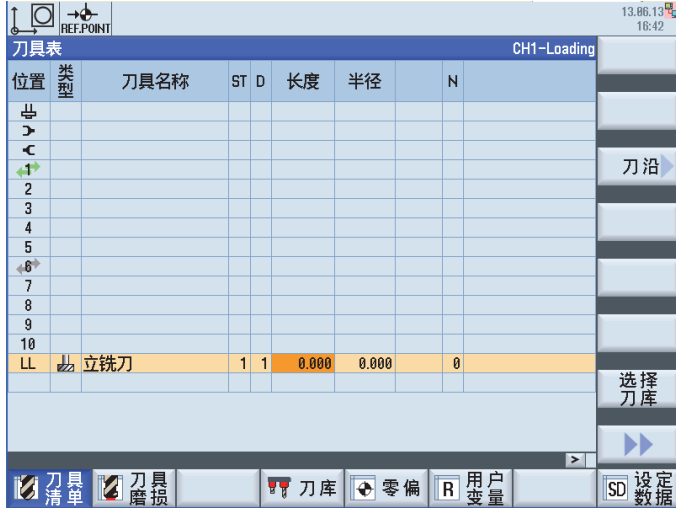 REF.POINT
13.06.13
16:42
刀具表 CH1-Loading
位置 类型 刀具名称 ST D 长度 半径 N
1
2
3
4
5
6
7
8
9
10
LL 立铣刀 1 1 0.000 0.000 0
刀沿
选择
刀库
刀具
清单
刀具
磨损
刀库
零偏
R 用户
变量
SD 设定
数据